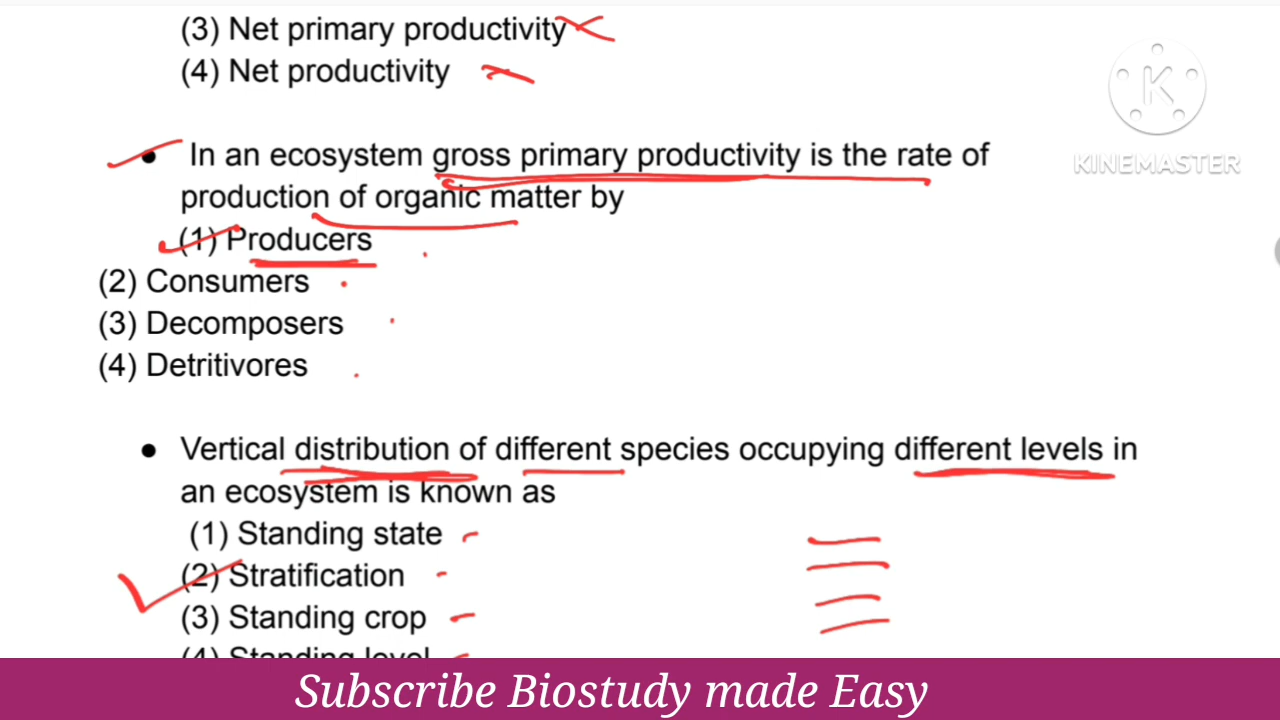 (3) Net primary productivity
(4) Net productivity
KINEMASTER
● In an ecosystem gross primary productivity is the rate of
production of organic matter by
(1) Producers
(2) Consumers
(3) Decomposers
(4) Detritivores
● Vertical distribution of different species occupying different levels in
an ecosystem is known as
(1) Standing state
(2) Stratification
(3) Standing crop
(4) Standing level
Subscribe Biostudy made Easy